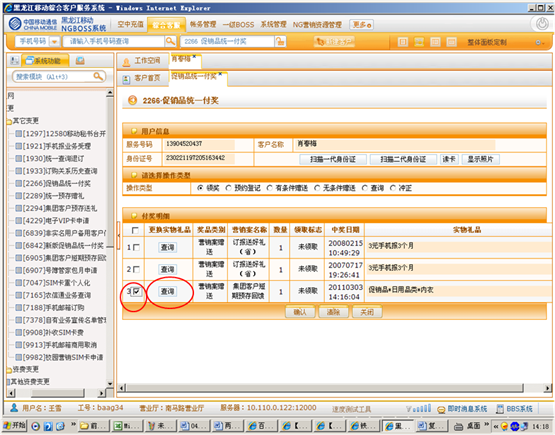 黑龙江移动综合客户服务系统 - Windows Internet Explorer
中国移动通信 CHINA MOBILE
黑龙江移动 NGBOSS系统
空中充值 综合客服 帐务管理 一级BOSS 系统管理 NG营销资源管理 更多
手机号码 请输入手机号码查询 2266 促销品统一付奖 整体面板定制
系统功能
工作空间 肖春梅
搜索模块 (Alt+3)
客户首页 促销品统一付奖
更
其它变更
[1297]12580移动秘书台开
[1921]手机报业务受理
[1930]统一查询退订
[1933]订购关系历史查询
[2266]促销品统一付奖
[2289]统一预存赠礼
[2294]集团客户预存送礼
[4229]电子VIP卡申请
[6839]非实名用户备用客户广
[6842]新版促销品统一付奖
[6905]集团客户短期预存回
[6907]号簿管家包月申请
[7047]SIM卡重个人化
[7165]农信通业务查询
[7188]手机邮箱订购
[7378]自有业务宣传名单管
[9908]补收SIM卡费
[9913]手机邮箱商用取消
[9982]校园营销SIM卡申请
资费变更
其他资费变更
2266-促销品统一付奖
用户信息
服务号码 13904520437 客户名称 肖春梅
身份证号 230221197205163442 扫描一代身份证 扫描二代身份证 读卡 显示照片
请选择操作类型
操作类型 领奖 预约登记 有条件赠送 无条件赠送 查询 冲正
付奖明细
更换实物礼品 奖品类别 营销案名称 数量 领取标志 中奖日期 实物礼品
1 查询 营销案赠送 订报送好礼(省) 1 未领取 20080215 10:49:29 3元手机报3个月
2 查询 营销案赠送 订报送好礼(省) 1 未领取 20070717 19:26:41 3元手机报3个月
3 查询 营销案赠送 集团客户短期预存回馈 1 未领取 20110303 14:16:04 促销品*日用品类*内衣
确认 清除 关闭
用户名:王雪 工号:baag34 营业厅:南马路营业厅 服务器:10.110.0.122:12000 速度测试工具 即时消息系统 BBS系统
开始 桌面 14:18